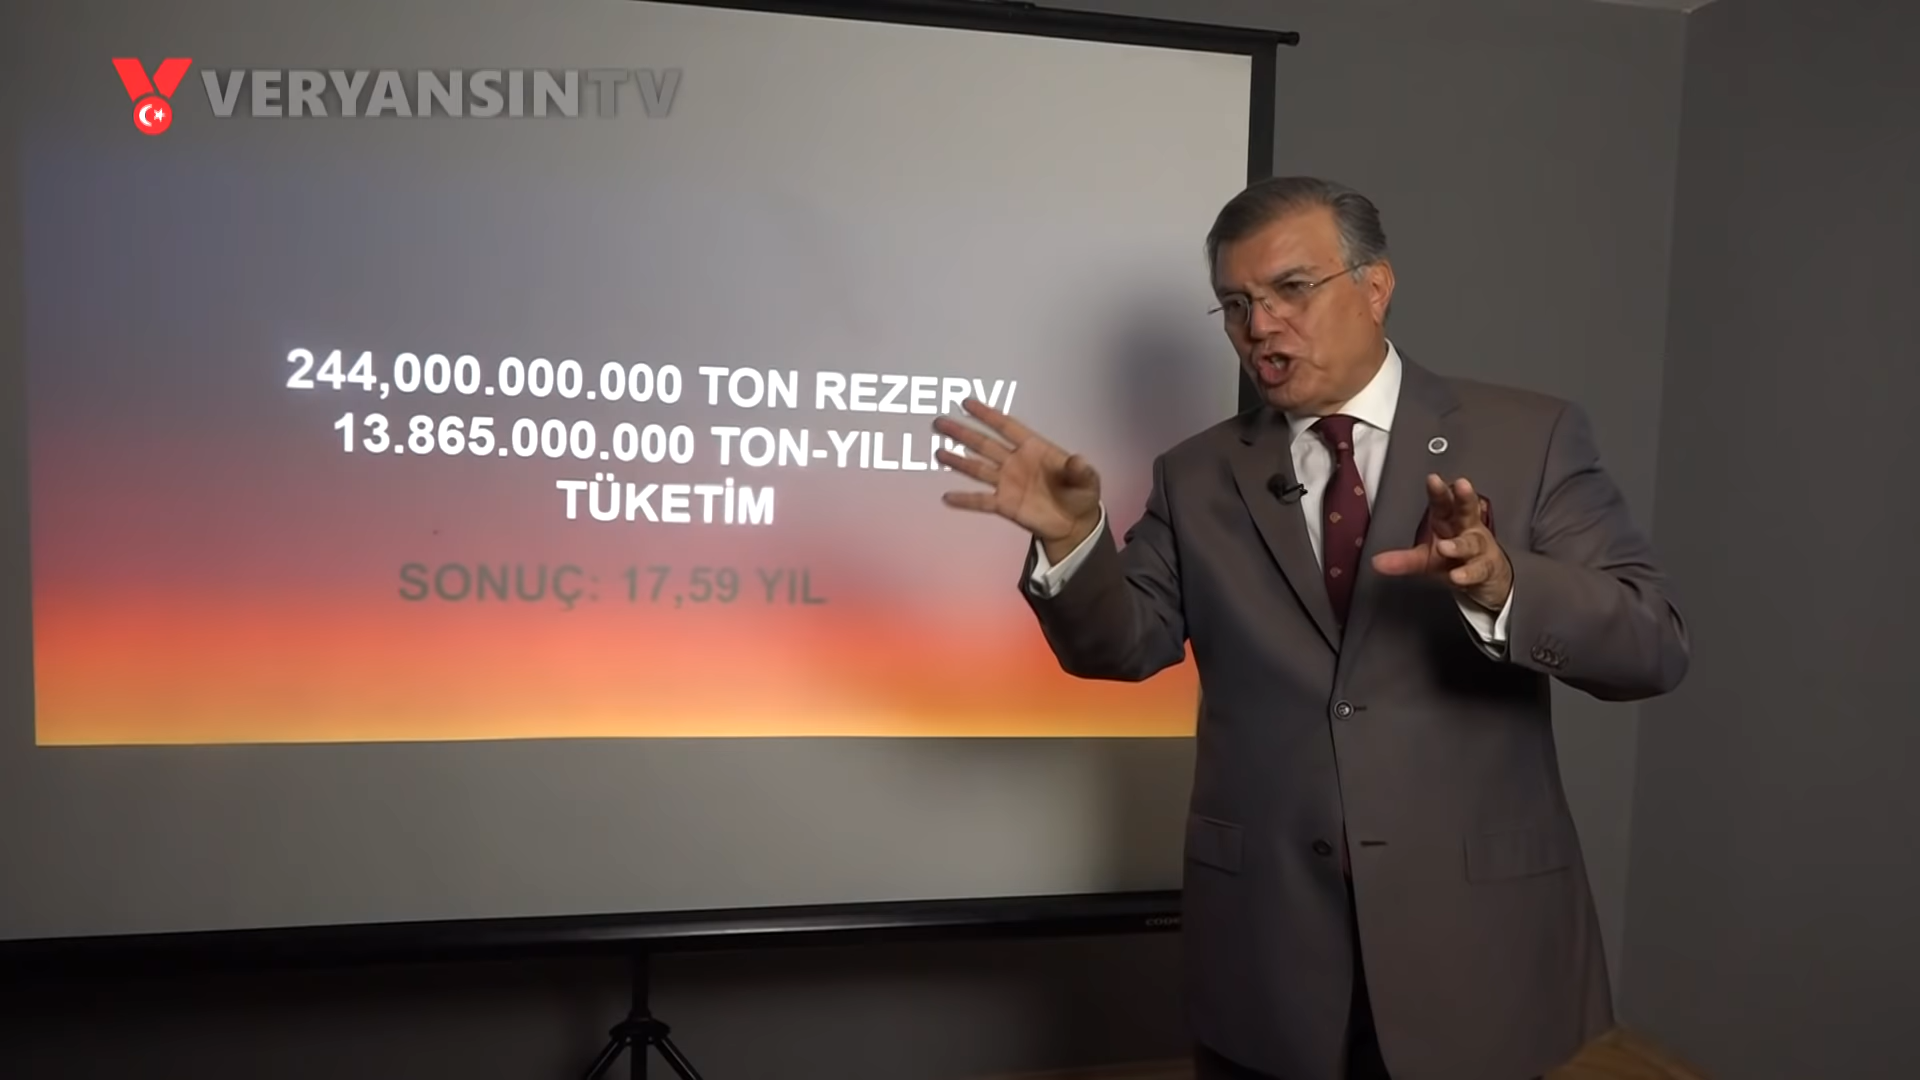 VERYANSINTV
244,000.000.000 TON REZERV/
13.865.000.000 TON-YILLIK
TÜKETİM
SONUÇ: 17,59 YIL